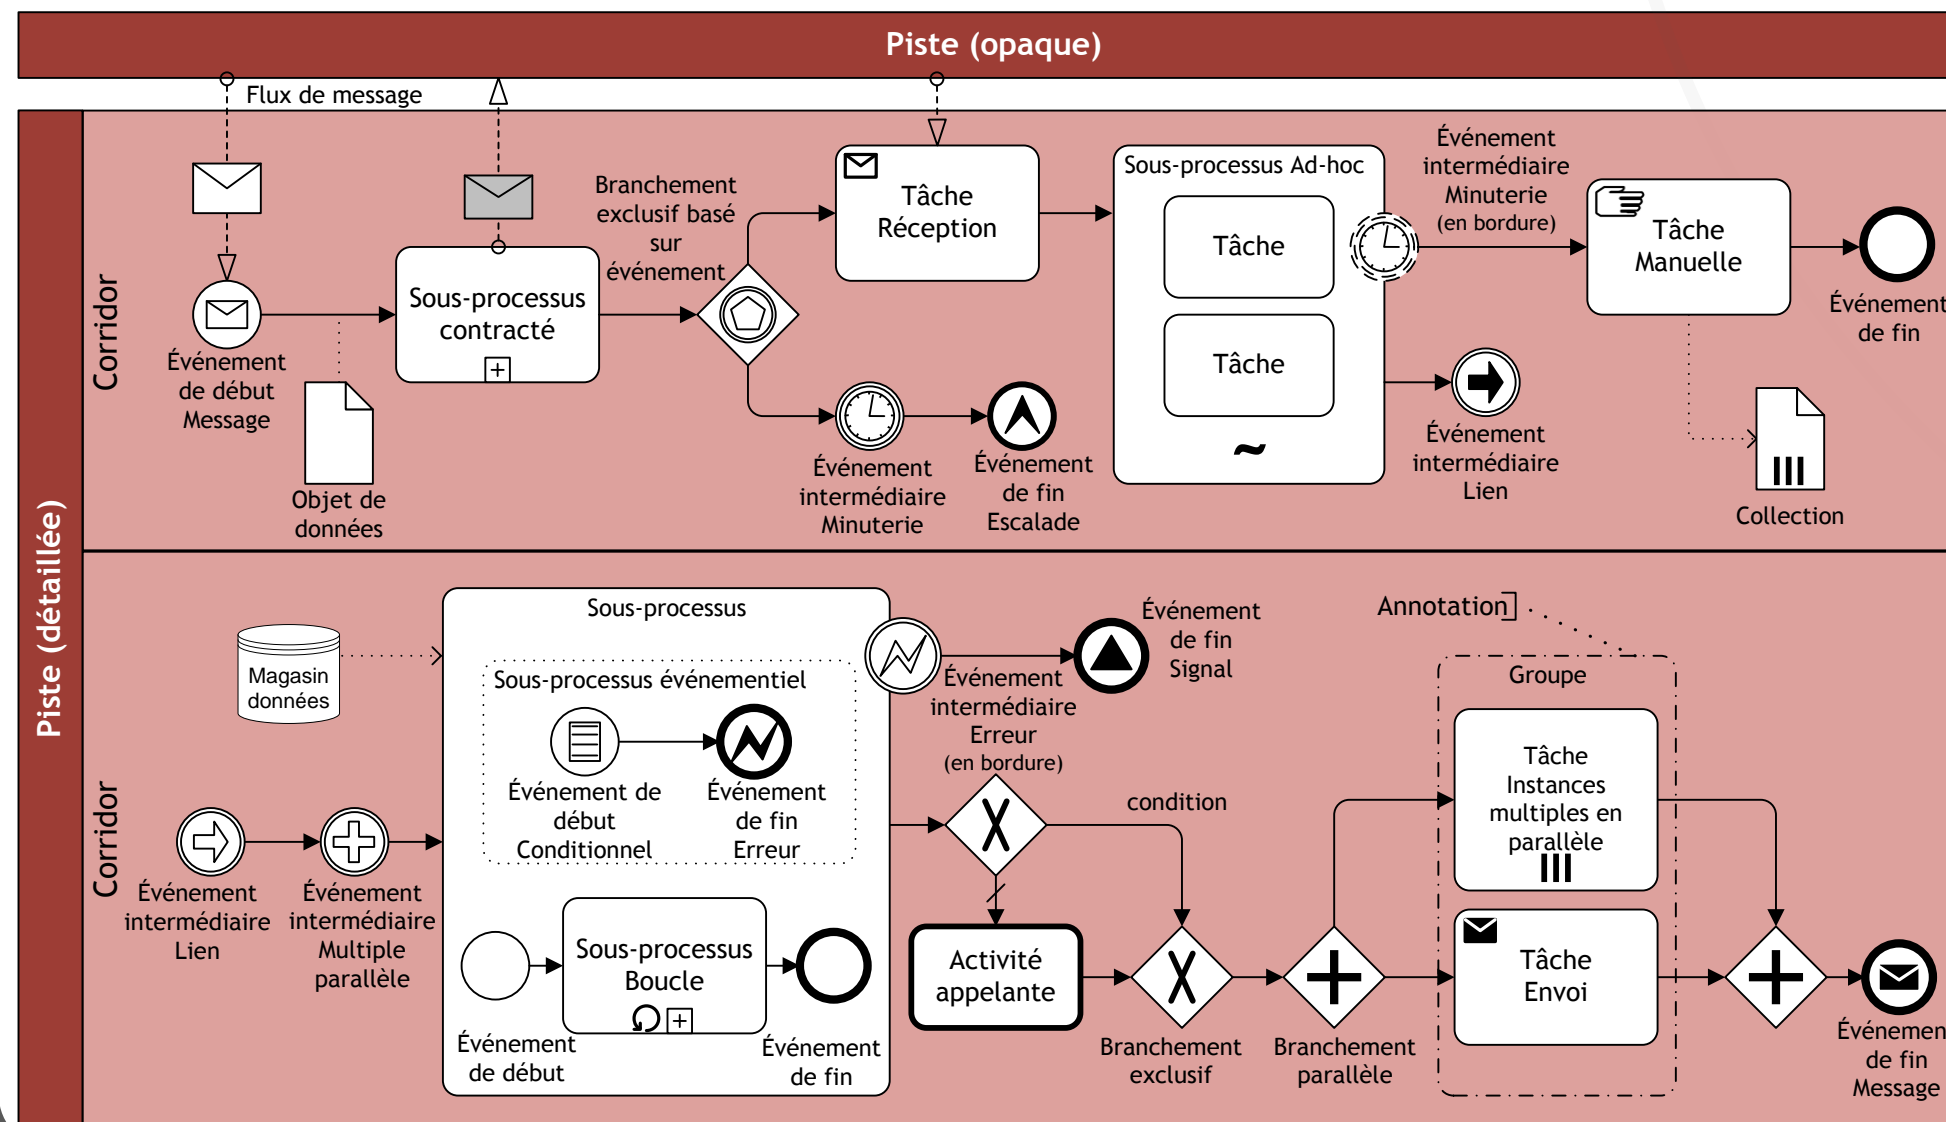 Piste (opaque)
Flux de message
Piste (détaillée)
Corridor
Événement
de début
Message
Objet de
données
Sous-processus
contracté
Branchement
exclusif basé
sur
événement
Tâche
Réception
Événement
intermédiaire
Minuterie
Événement
de fin
Escalade
Sous-processus Ad-hoc
Tâche
Tâche
Événement
intermédiaire
Minuterie
(en bordure)
Événement
intermédiaire
Lien
Tâche
Manuelle
Événement
de fin
Collection
Corridor
Magasin
données
Événement
intermédiaire
Lien
Événement
intermédiaire
Multiple
parallèle
Sous-processus
Sous-processus événementiel
Événement de
début
Conditionnel
Événement
de fin
Erreur
Événement
de début
Sous-processus
Boucle
Événement
de fin
Événement
intermédiaire
Erreur
(en bordure)
Événement
de fin
Signal
condition
Activité
appelante
Branchement
exclusif
Branchement
parallèle
Annotation
Groupe
Tâche
Instances
multiples en
parallèle
Tâche
Envoi
Événemen
de fin
Message